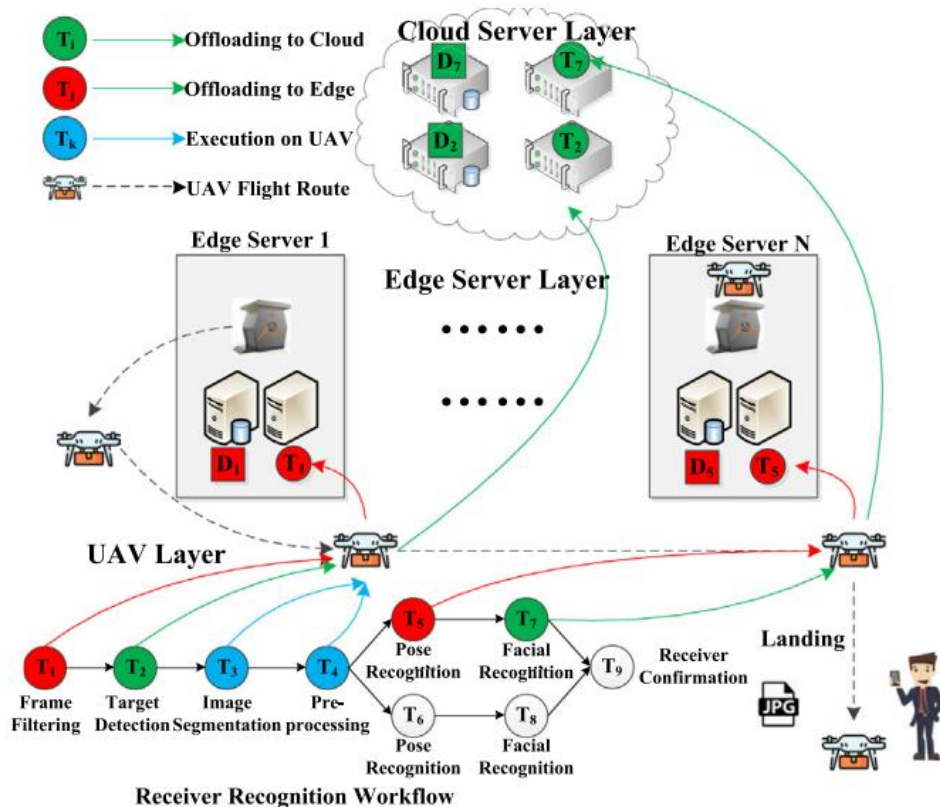 Ti
Offloading to Cloud
Tj
Offloading to Edge
Tk
Execution on UAV
UAV Flight Route
Cloud Server Layer
D7
T7
D2
T2
Edge Server 1
Edge Server Layer
Edge Server N
D1
T1
D5
T5
UAV Layer
T1
T2
T3
T4
T5
T7
T6
T8
T9
Frame
Filtering
Target
Detection
Image
Segmentation
Pre-
processing
Pose
Recognition
Facial
Recognition
Pose
Recognition
Facial
Recognition
Receiver
Confirmation
Landing
JPG
Receiver Recognition Workflow